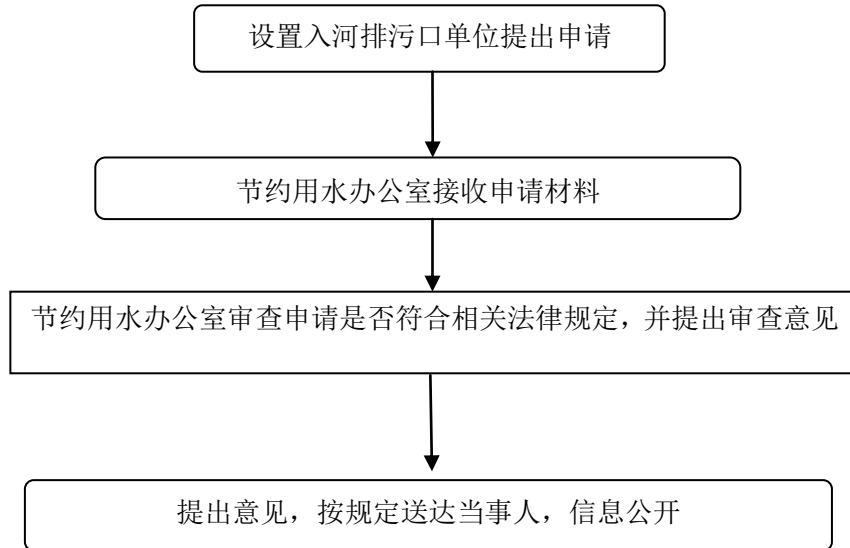 设置入河排污口单位提出申请
节约用水办公室接收申请材料
节约用水办公室审查申请是否符合相关法律规定，并提出审查意见
提出意见，按规定送达当事人，信息公开